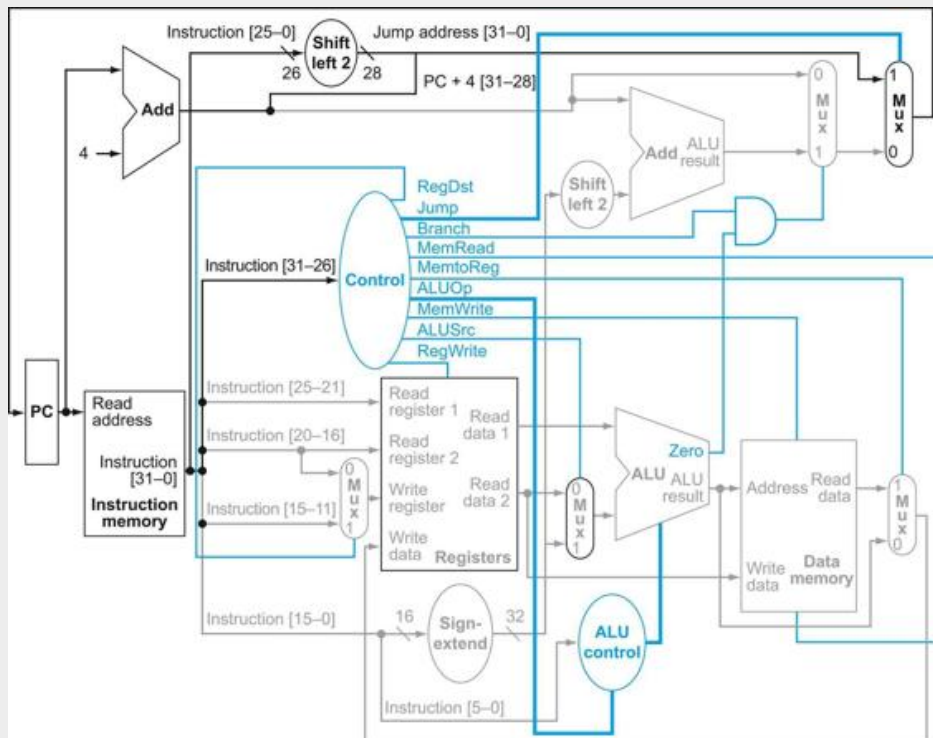 Instruction [25–0]
Shift
left 2
Jump address [31–0]
26
28
PC + 4 [31–28]
Add
4
0
M
u
x
1
1
M
u
x
0
Add
ALU
result
Shift
left 2
RegDst
Jump
Branch
MemRead
MemtoReg
ALUOp
MemWrite
ALUSrc
RegWrite
Instruction [31–26]
Control
PC
Read
address
Instruction
[31–0]
Instruction
memory
Instruction [25–21]
Instruction [20–16]
Instruction [15–11]
0
M
u
x
1
Read
register 1
Read
register 2
Write
register
Write
data
Read
data 1
Read
data 2
Registers
0
M
u
x
1
Zero
ALU
ALU
result
Address
Read
data
Write
data
Data
memory
1
M
u
x
0
Instruction [15–0]
16
Sign-
extend
32
ALU
control
Instruction [5–0]